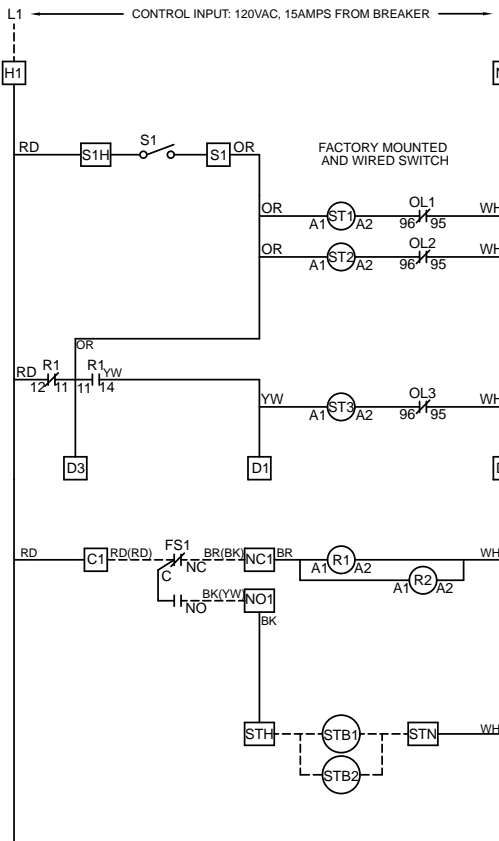 L1 CONTROL INPUT: 120VAC, 15AMPS FROM BREAKER
H1
RD S1H S1 S1 OR
FACTORY MOUNTED
AND WIRED SWITCH
OR A1 ST1 A2 OL1 96 95 WH
OR A1 ST2 A2 OL2 96 95 WH
OR
RD R1 12 11 R1 11 14 YW
YW A1 ST3 A2 OL3 96 95 WH
D3 D1
RD C1 RD(RD) FS1 C NC BR(BK) NC1 BR A1 R1 A2 WH
A1 R2 A2
NO BK(YW) NO1
BK
STH STB1 STN WH
STB2